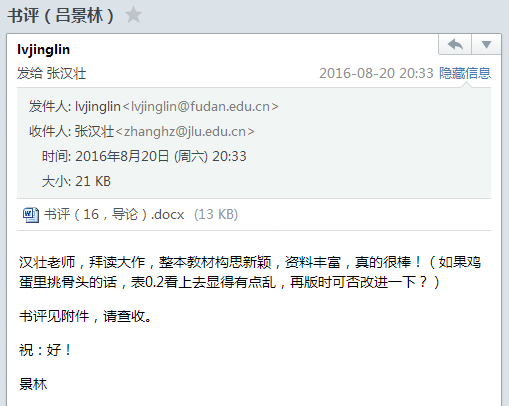 书评（吕景林）
lvjinglin
发给 张汉壮 2016-08-20 20:33 隐藏信息
发件人: lvjinglin<lvjinglin@fudan.edu.cn>
收件人: 张汉壮<zhanghz@jlu.edu.cn>
时间: 2016年8月20日 (周六) 20:33
大小: 21 KB
书评（16，导论）.docx (13 KB)
汉壮老师，拜读大作，整本教材构思新颖，资料丰富，真的很棒！（如果鸡
蛋里挑骨头的话，表0.2看上去显得有点乱，再版时可否改进一下？）
书评见附件，请查收。
祝：好！
景林